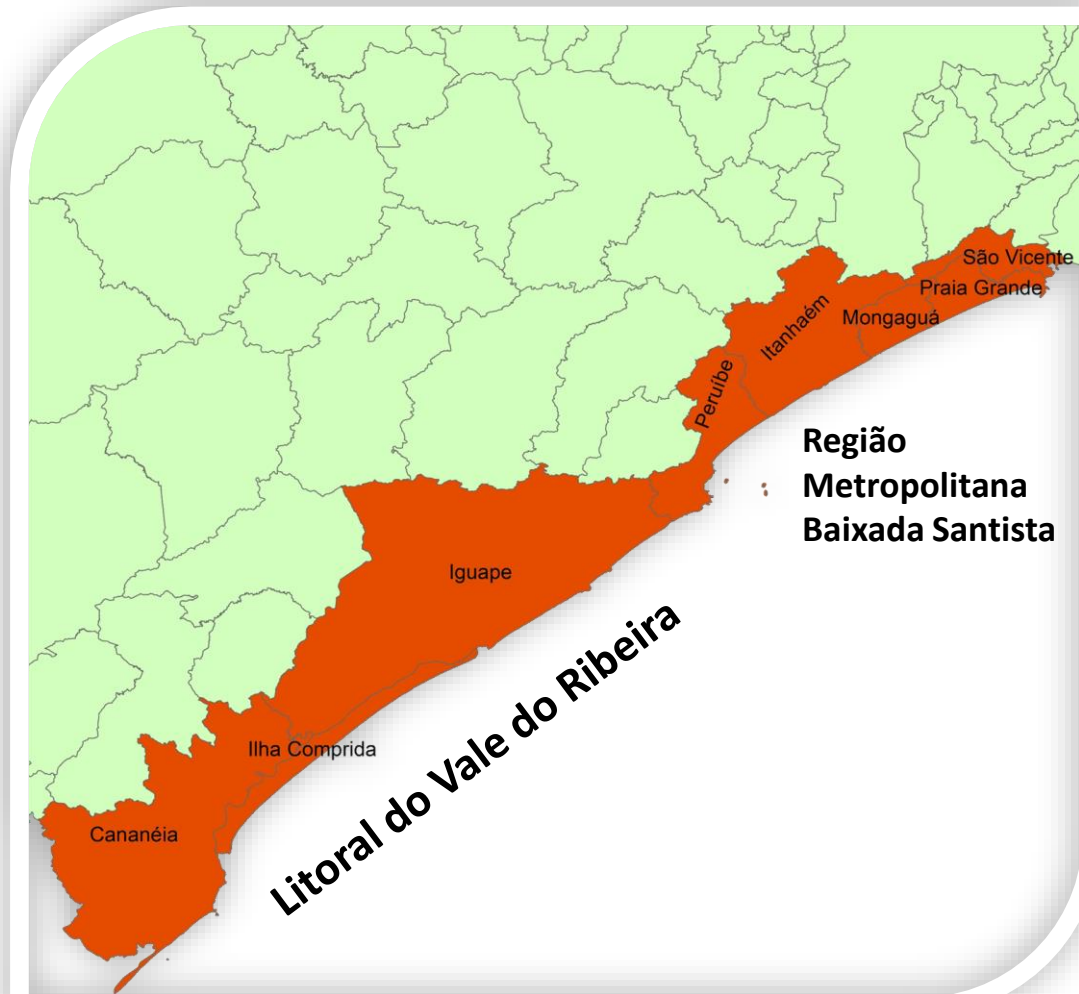 São Vicente
Praia Grande
Itanhaém
Mongaguá
Peruíbe
Região
Metropolitana
Baixada Santista
Iguape
Litoral do Vale do Ribeira
Ilha Comprida
Cananéia